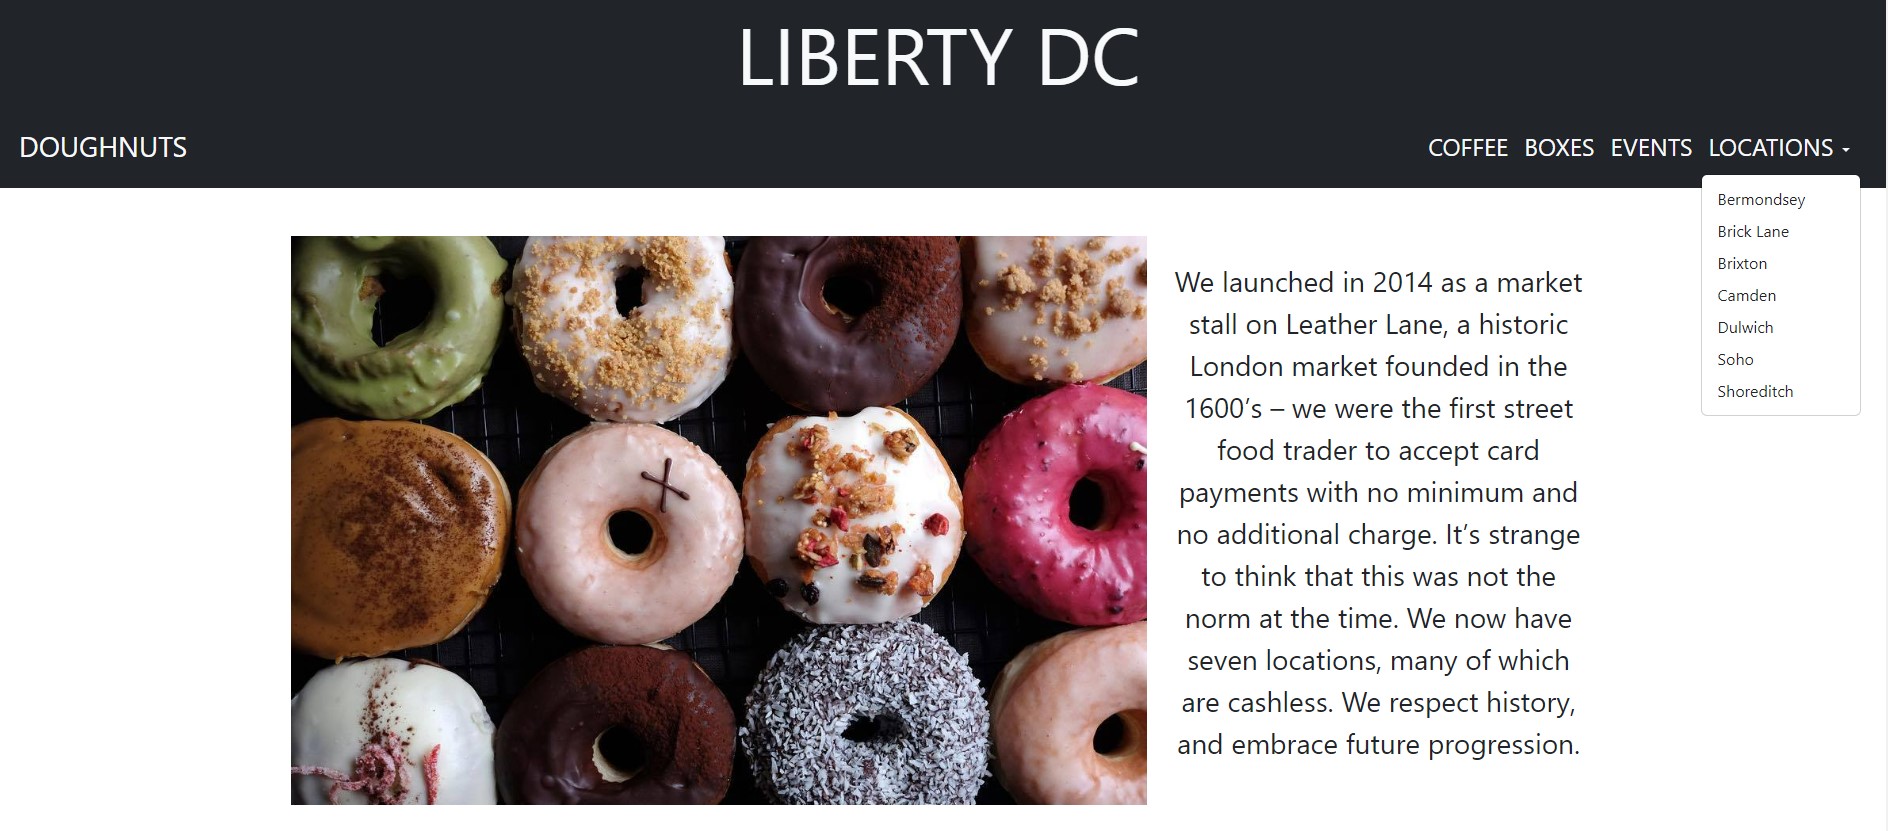 LIBERTY DC
DOUGHNUTS
COFFEE BOXES EVENTS LOCATIONS
Bermondsey
Brick Lane
Brixton
Camden
Dulwich
Soho
Shoreditch
We launched in 2014 as a market
stall on Leather Lane, a historic
London market founded in the
1600’s – we were the first street
food trader to accept card
payments with no minimum and
no additional charge. It’s strange
to think that this was not the
norm at the time. We now have
seven locations, many of which
are cashless. We respect history,
and embrace future progression.